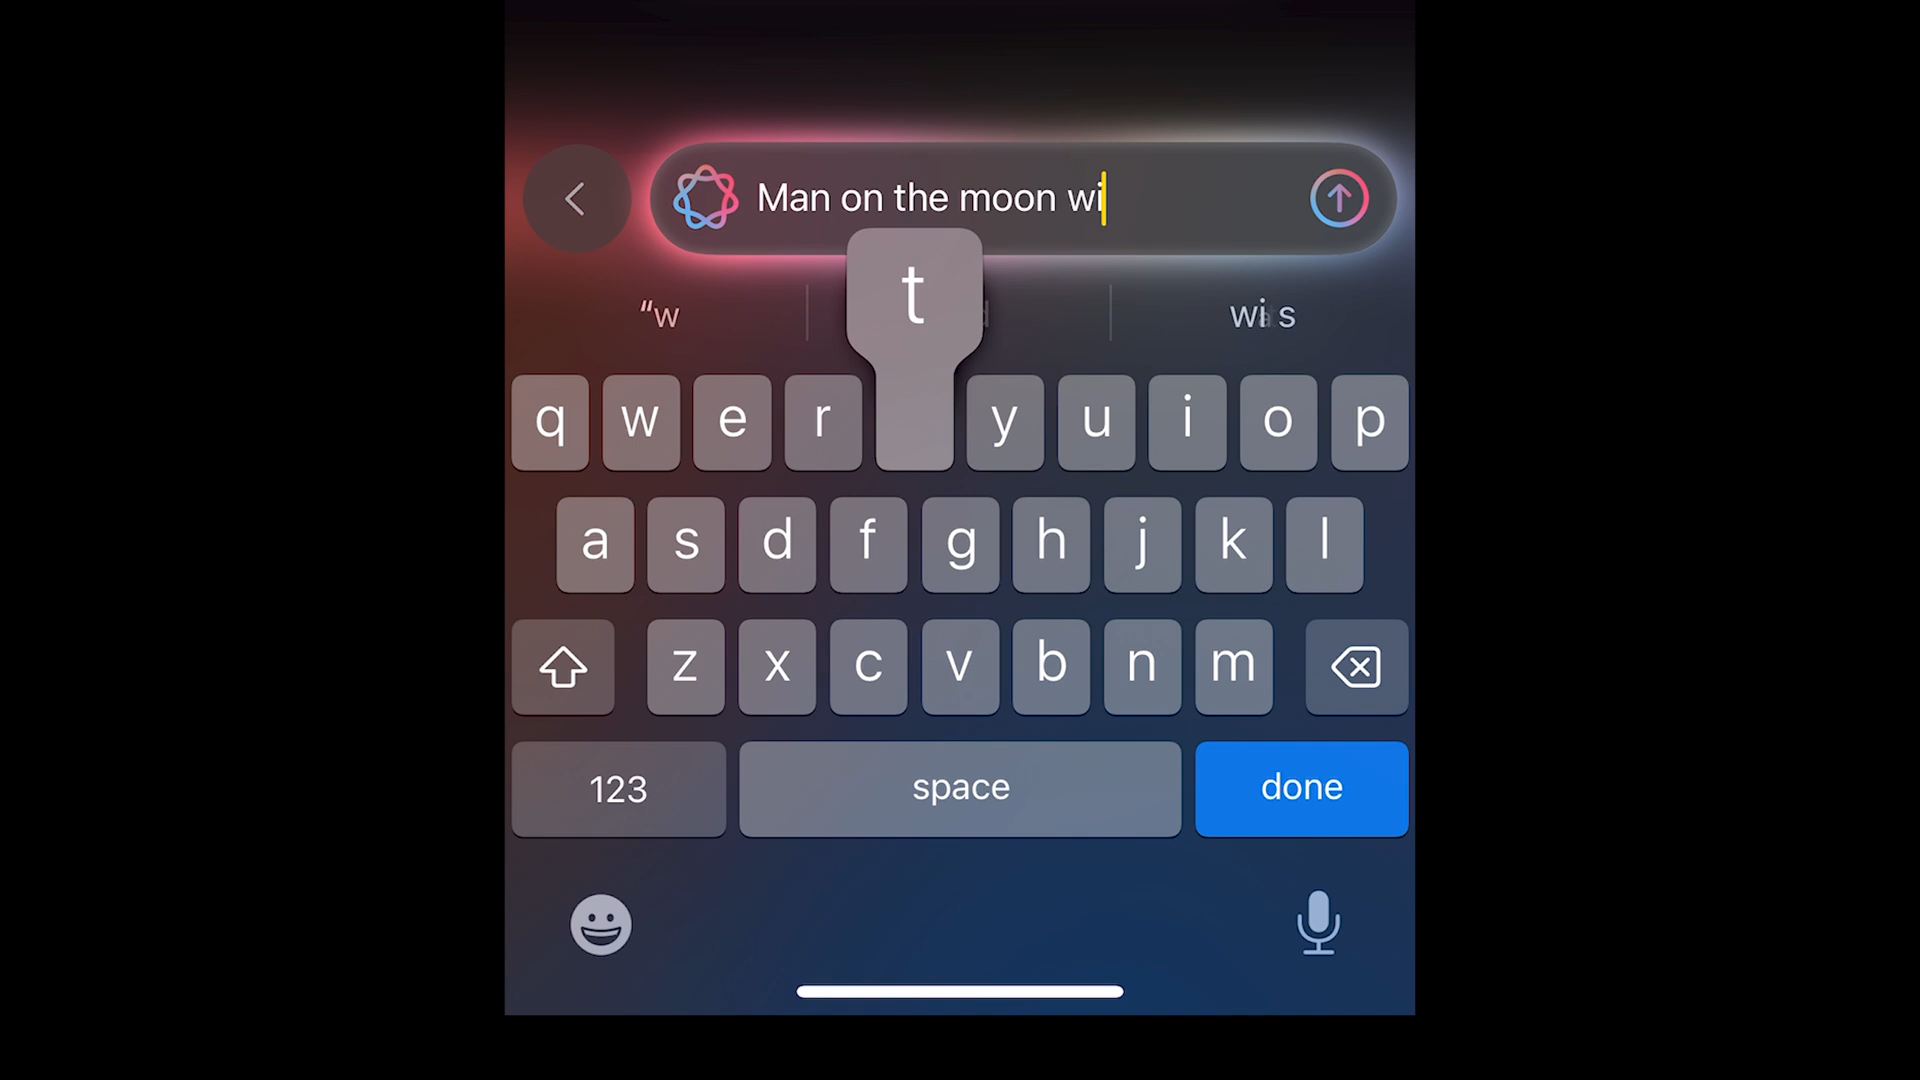 Man on the moon wi
t
“w
q w e r y u i o p
a s d f g h j k l
z x c v b n m
123 space done